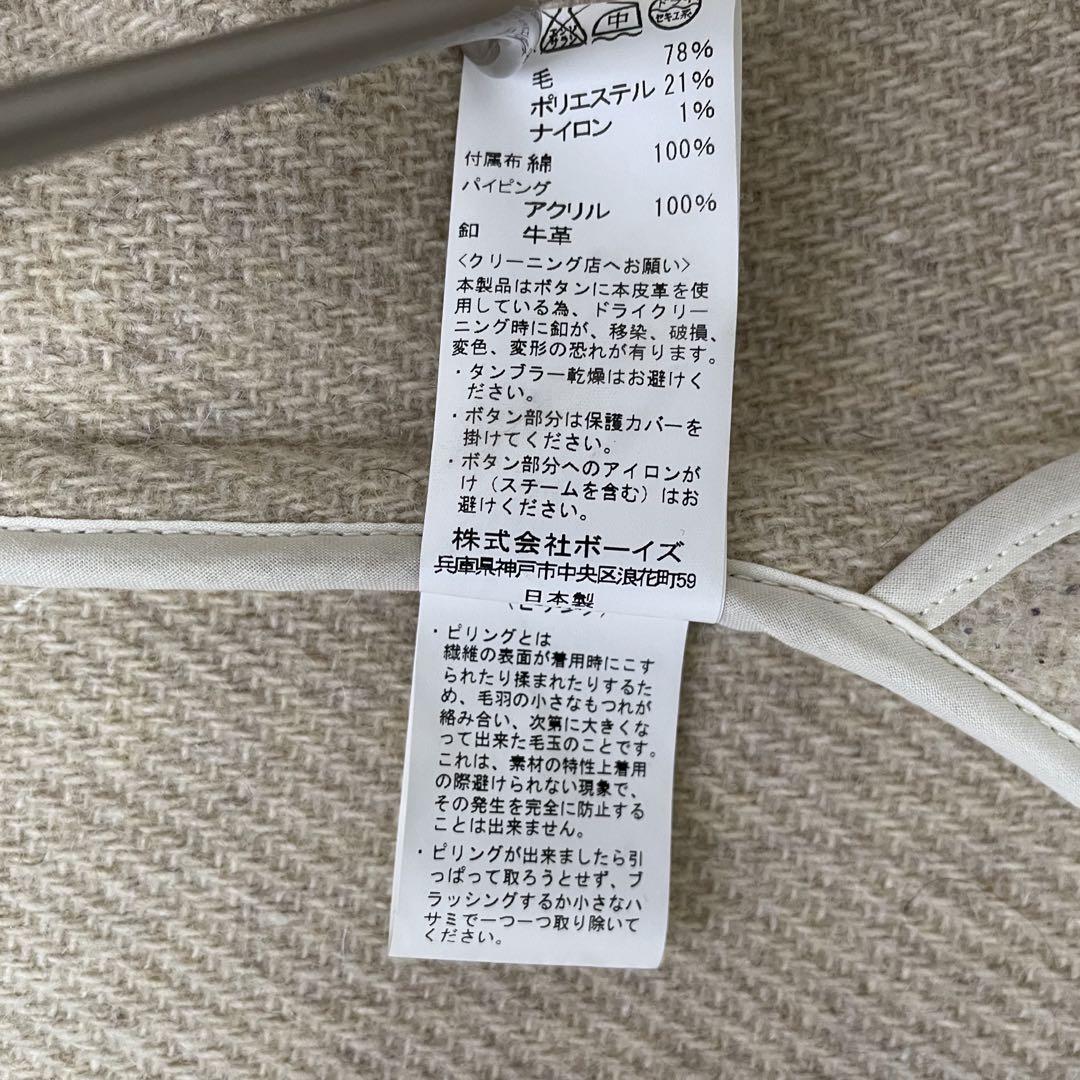 中
ドライ
セキユ系
78%
毛
ポリエステル 21%
ナイロン 1%
付属布 綿 100%
パイピング
アクリル 100%
釦 牛革
<クリーニング店へお願い>
本製品はボタンに本皮革を使
用している為、ドライクリー
ニング時に釦が、移染、破損、
変色、変形の恐れが有ります。
・タンブラー乾燥はお避けく
ださい。
・ボタン部分は保護カバーを
掛けてください。
・ボタン部分へのアイロンが
け（スチームを含む）はお
避けください。
株式会社ボーイズ
兵庫県神戸市中央区浪花町59
日本製
・ピリングとは
繊維の表面が着用時にこす
られたり揉まれたりするた
め、毛羽の小さなもつれが
絡み合い、次第に大きくな
って出来た毛玉のことです。
これは、素材の特性上着用
の際避けられない現象で、
その発生を完全に防止する
ことは出来ません。
・ピリングが出来ましたら引
っぱって取ろうとせず、ブ
ラッシングするか小さなハ
サミで一つ一つ取り除いて
ください。